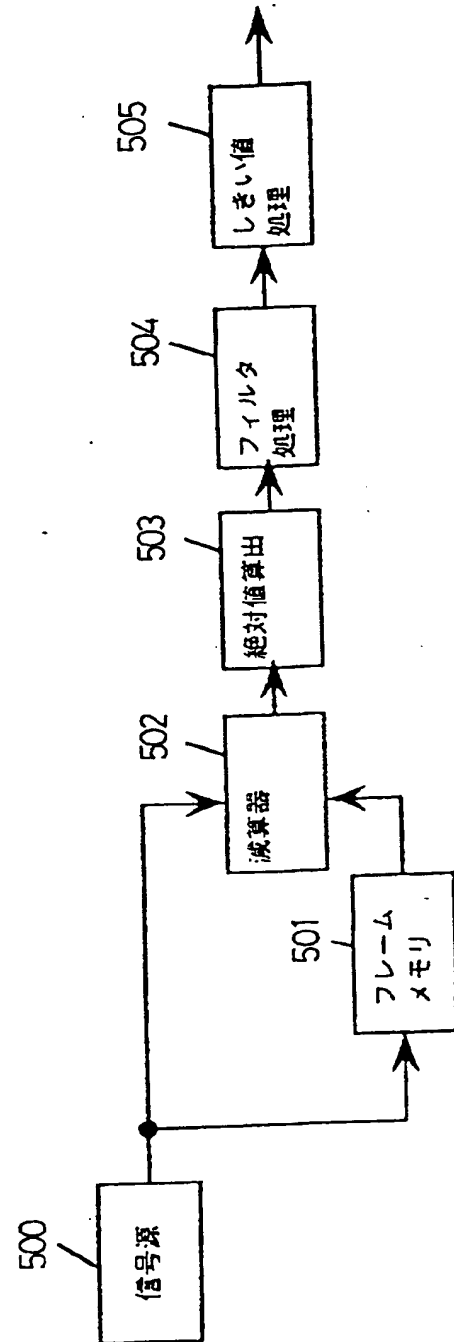 500
信号源
501
フレーム
メモリ
502
減算器
503
絶対値算出
504
フィルタ
処理
505
しきい値
処理